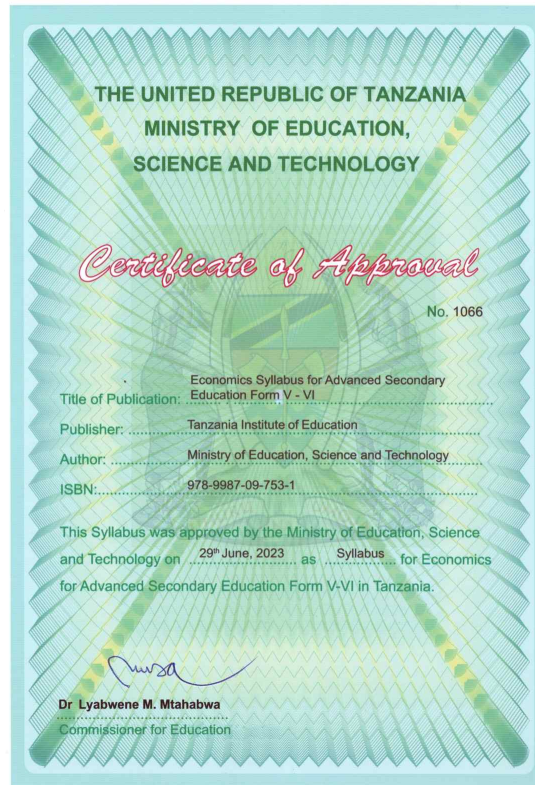 THE UNITED REPUBLIC OF TANZANIA
MINISTRY OF EDUCATION,
SCIENCE AND TECHNOLOGY
Certificate of Approval
No. 1066
Title of Publication: Economics Syllabus for Advanced Secondary
Education Form V - VI
Publisher: Tanzania Institute of Education
Author: Ministry of Education, Science and Technology
ISBN: 978-9987-09-753-1
This Syllabus was approved by the Ministry of Education, Science
and Technology on 29th June, 2023 as Syllabus for Economics
for Advanced Secondary Education Form V-VI in Tanzania.
Dr Lyabwene M. Mtahabwa
Commissioner for Education